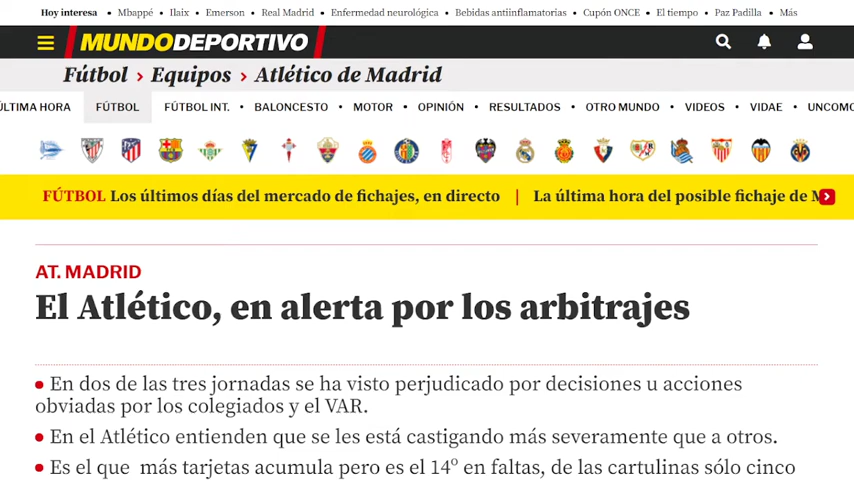 Hoy interesa • Mbappé • Ilaix • Emerson • Real Madrid • Enfermedad neurológica • Bebidas antiinflamatorias • Cupón ONCE • El tiempo • Paz Padilla • Más
MUNDODEPORTIVO
Fútbol › Equipos › Atlético de Madrid
ÚLTIMA HORA FÚTBOL FÚTBOL INT. • BALONCESTO • MOTOR • OPINIÓN • RESULTADOS • OTRO MUNDO • VIDEOS • VIDAE • UNCOMO
FÚTBOL Los últimos días del mercado de fichajes, en directo | La última hora del posible fichaje de M
AT. MADRID
El Atlético, en alerta por los arbitrajes
• En dos de las tres jornadas se ha visto perjudicado por decisiones u acciones
obviadas por los colegiados y el VAR.
• En el Atlético entienden que se les está castigando más severamente que a otros.
• Es el que más tarjetas acumula pero es el 14º en faltas, de las cartulinas sólo cinco